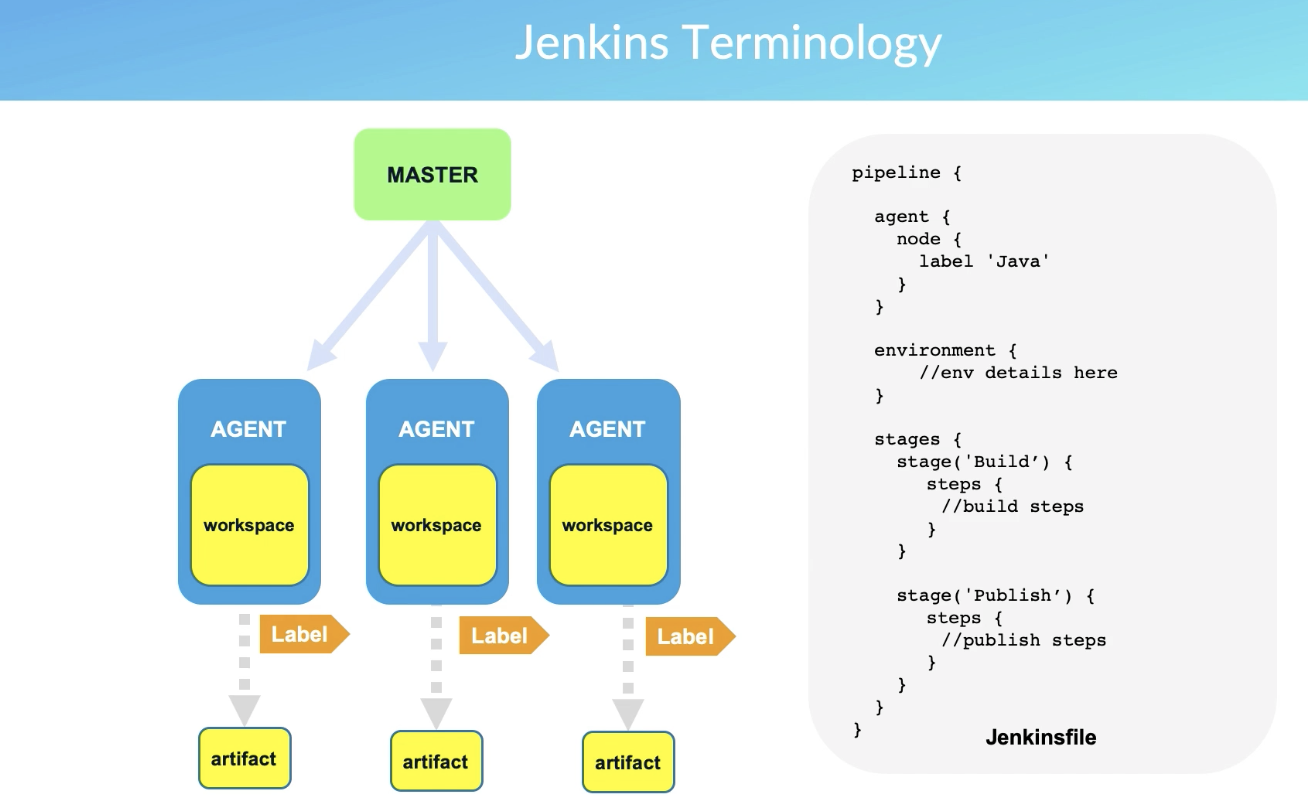 Jenkins Terminology
MASTER
AGENT
AGENT
AGENT
workspace
workspace
workspace
Label
Label
Label
artifact
artifact
artifact
pipeline {
agent {
node {
label 'Java'
}
}
environment {
//env details here
}
stages {
stage('Build’) {
steps {
//build steps
}
}
stage('Publish’) {
steps {
//publish steps
}
}
}
}
Jenkinsfile